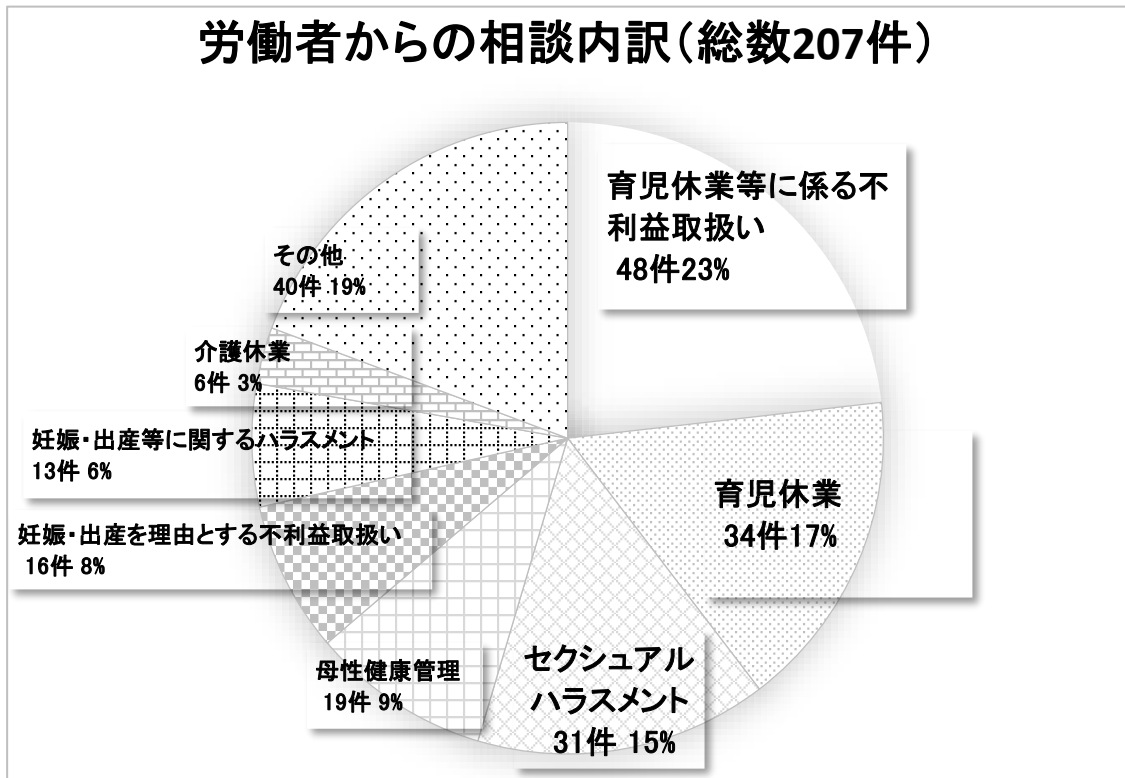 労働者からの相談内訳（総数207件）
育児休業等に係る不
利益取扱い
48件23%
育児休業
34件17%
セクシュアル
ハラスメント
31件 15%
母性健康管理
19件 9%
妊娠・出産を理由とする不利益取扱い
16件 8%
妊娠・出産等に関するハラスメント
13件 6%
介護休業
6件 3%
その他
40件 19%